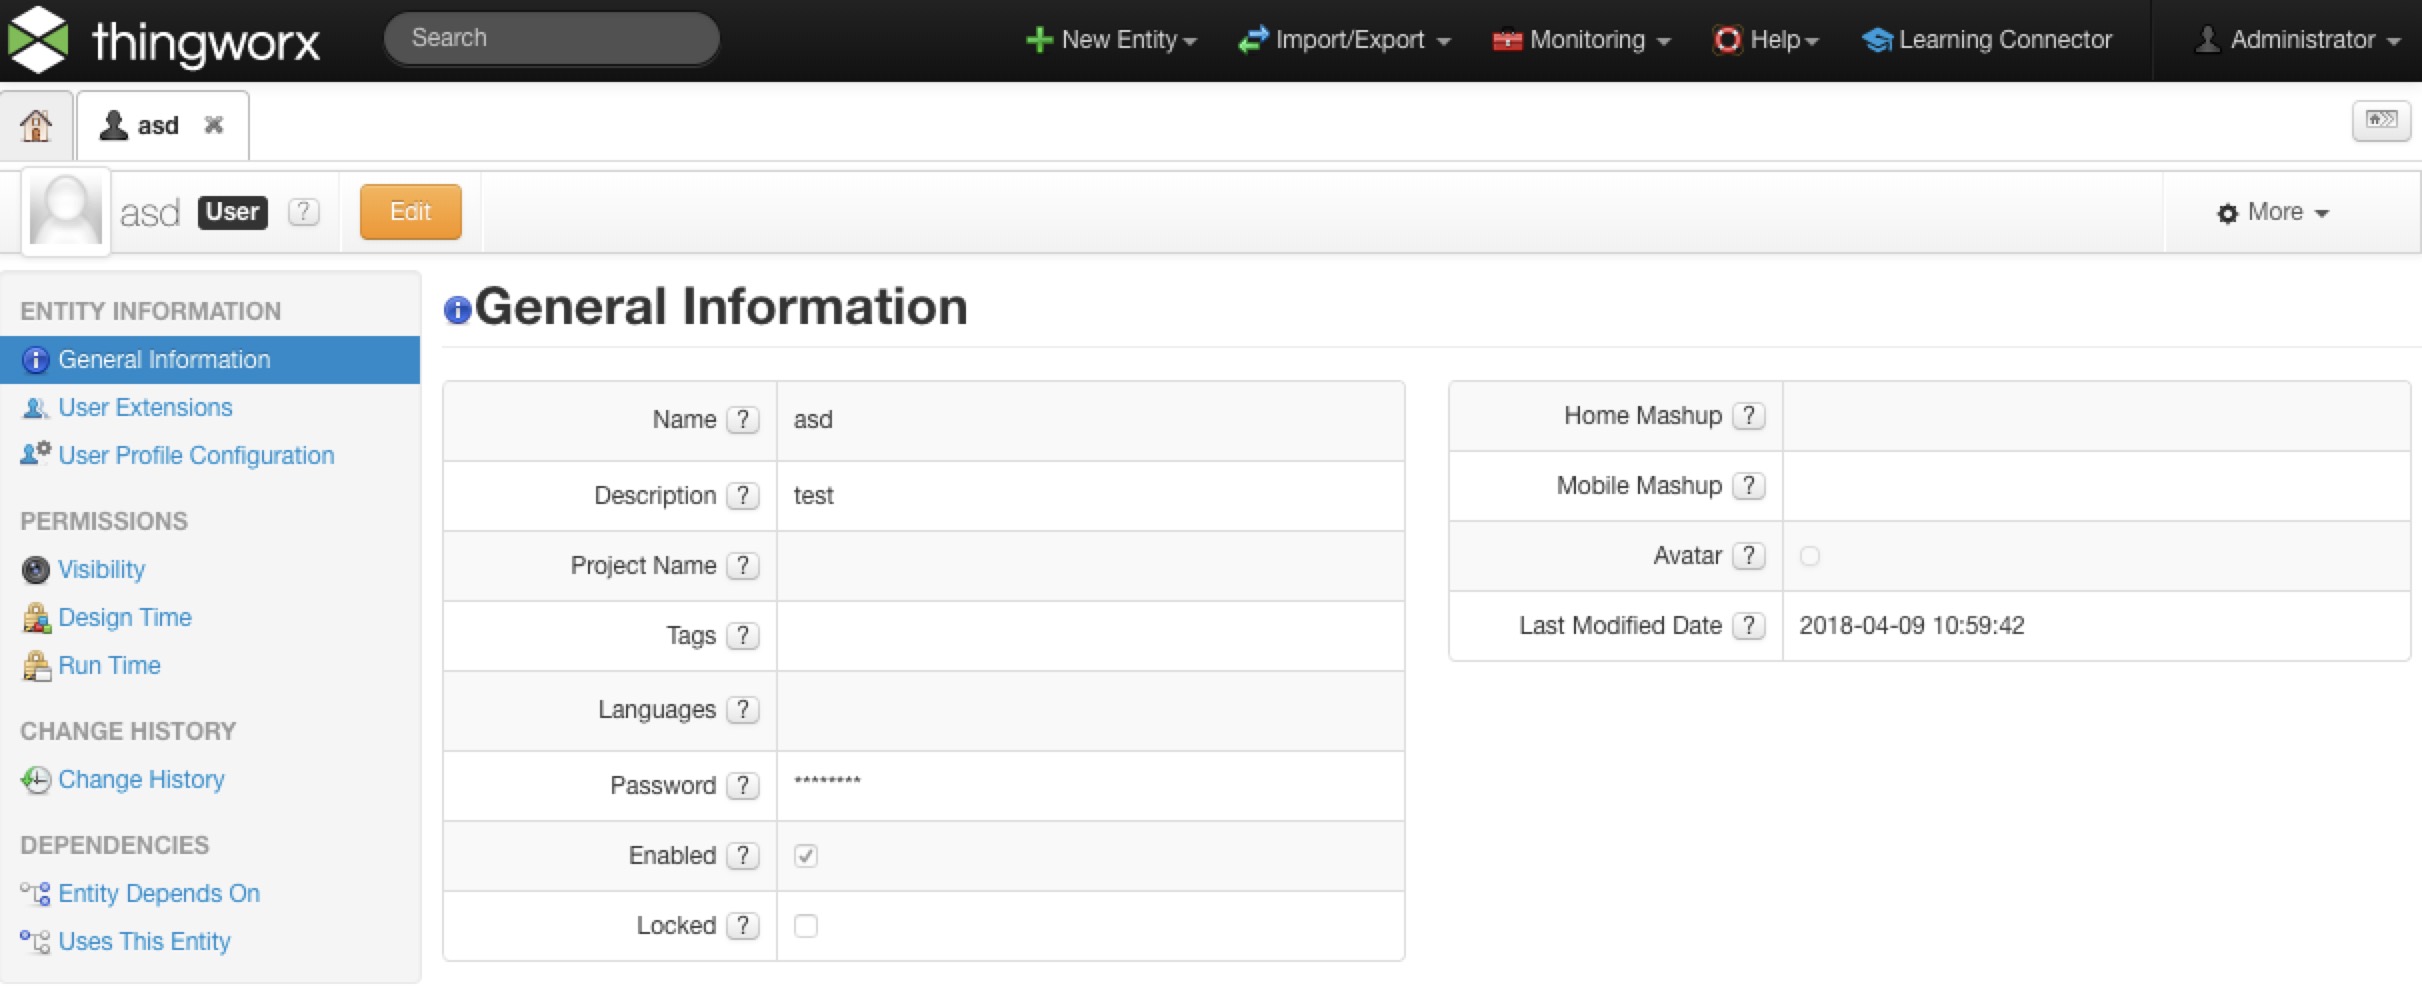 thingworx
Search
New Entity
Import/Export
Monitoring
Help
Learning Connector
Administrator
asd
asd User ?
Edit
More
ENTITY INFORMATION
General Information
User Extensions
User Profile Configuration
PERMISSIONS
Visibility
Design Time
Run Time
CHANGE HISTORY
Change History
DEPENDENCIES
Entity Depends On
Uses This Entity
General Information
Name ? asd
Description ? test
Project Name ?
Tags ?
Languages ?
Password ? ********
Enabled ?
Locked ?
Home Mashup ?
Mobile Mashup ?
Avatar ?
Last Modified Date ? 2018-04-09 10:59:42